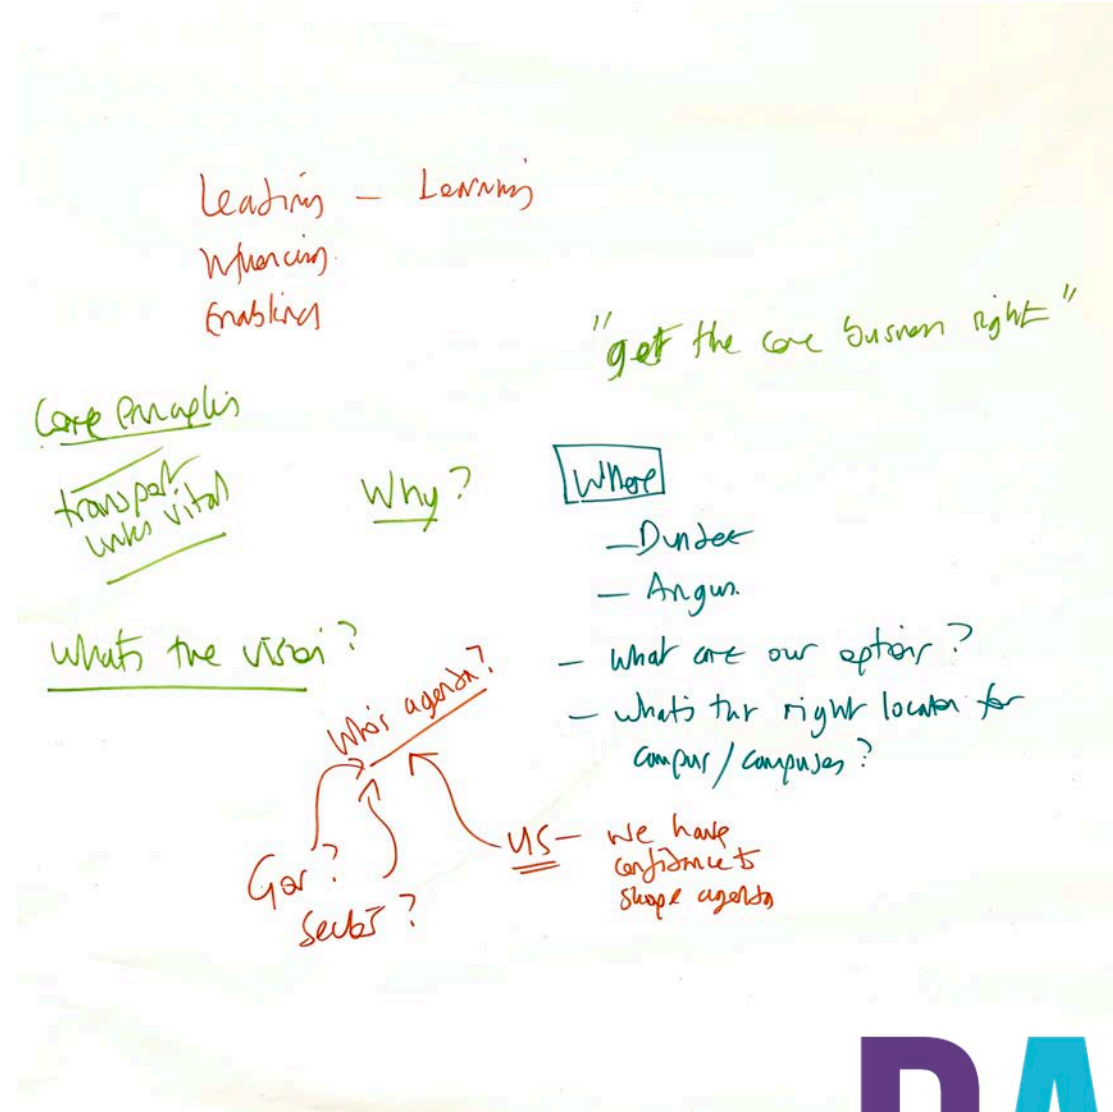 Leading - Learning
Influencing.
Enabling
"get the core business right"
Core Principles
transport
links vital
Why?
Where
- Dundee
- Angus.
- What are our options?
- What's the right location for
campus / campuses?
What's the vision?
Who's agenda?
Gov?
Sector?
US - we have
confidence to
shape agenda
DA